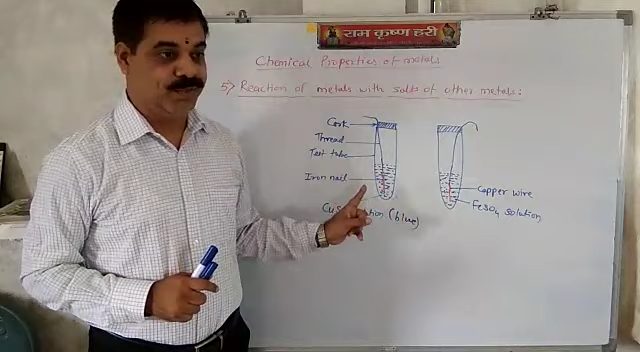 राम कृष्ण हरी
Chemical Properties of metals
5) Reaction of metals with salts of other metals:
Cork
Thread
Test tube
Iron nail
(blue)
Copper wire
FeSO4 solution